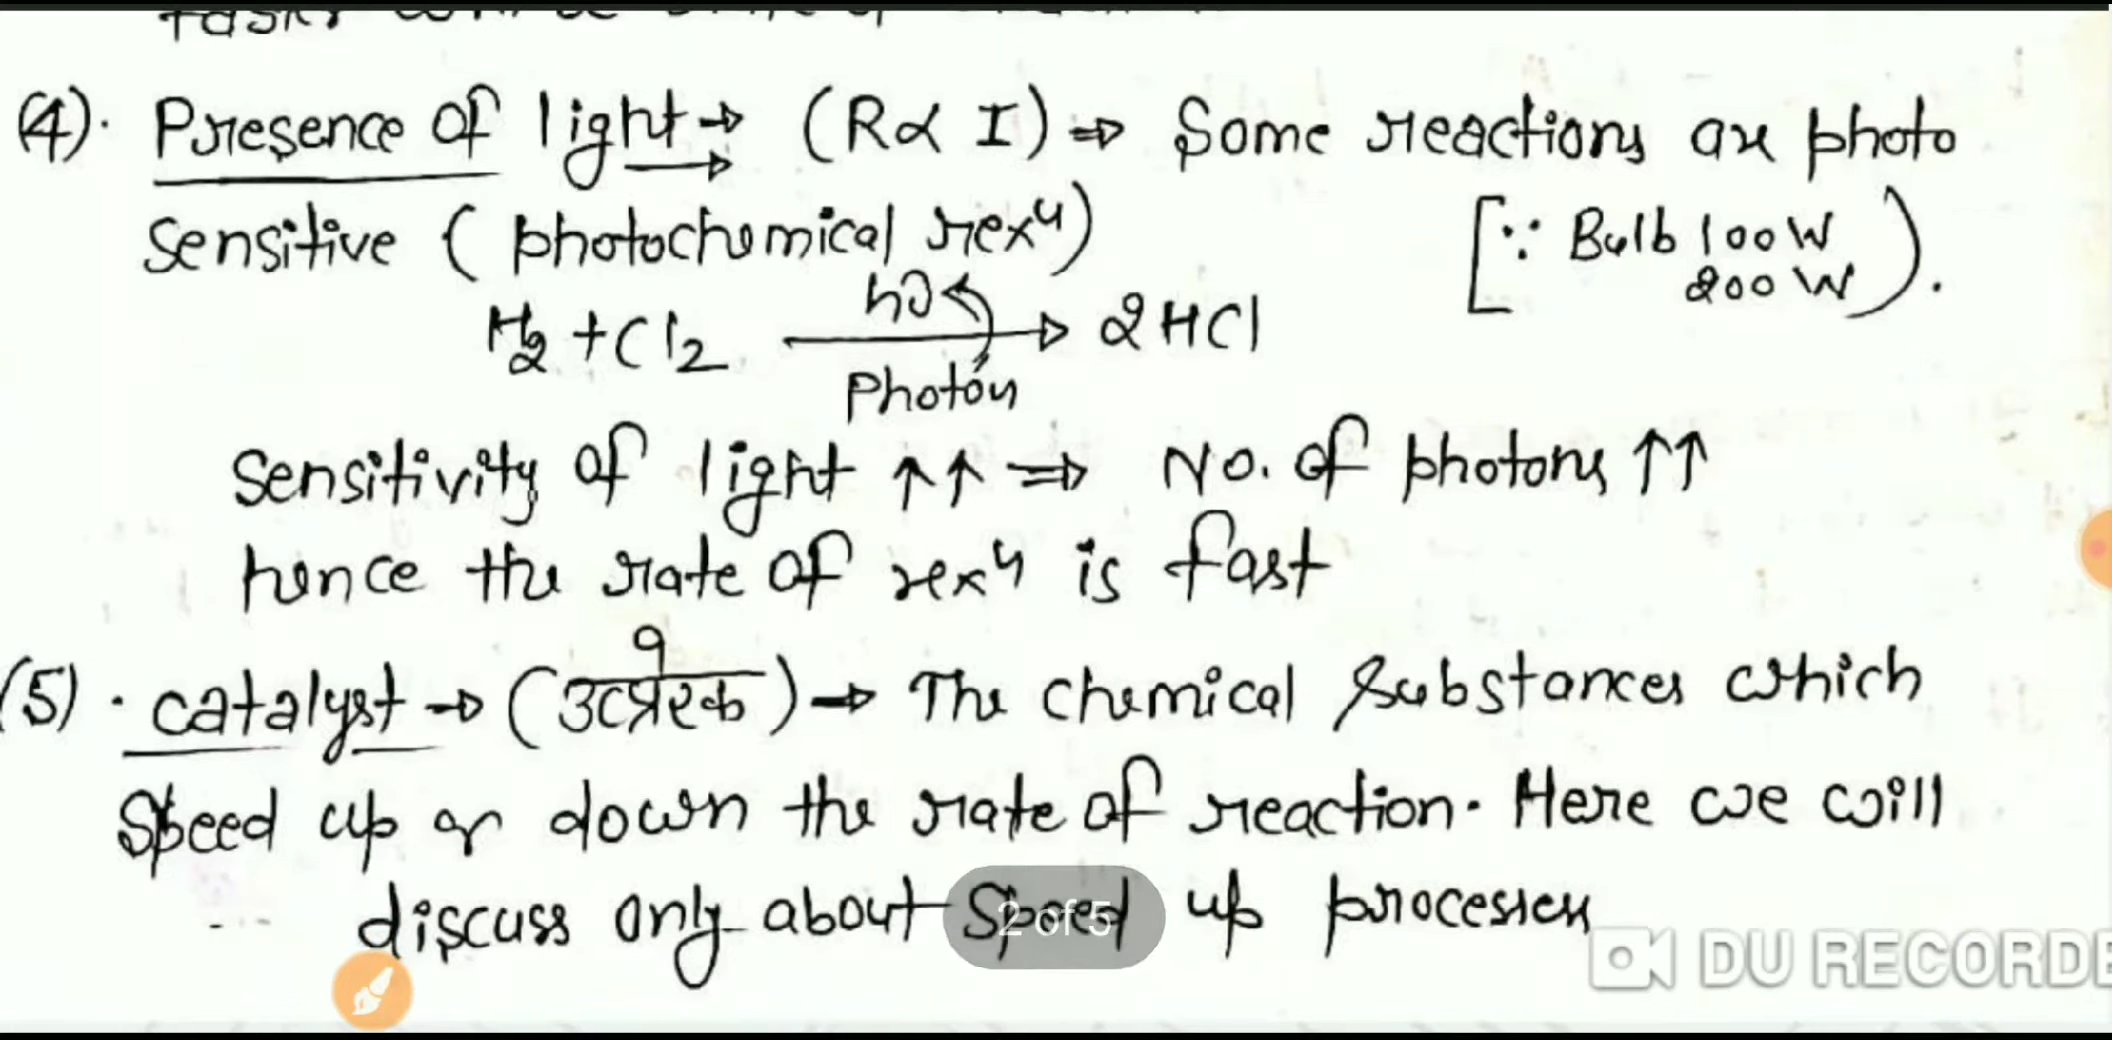 (4). Presence of light → (R ∝ I) ⇒ Some reactions are photo
sensitive (photochemical rexⁿ) [∵ Bulb 100 W
200 W).
hν
H₂ + Cl₂ → 2HCl
Photon
Sensitivity of light ↑↑ ⇒ No. of photons ↑↑
hence the rate of rexⁿ is fast
(5). catalyst → (उत्प्रेरक) → The chemical substances which
Speed up or down the rate of reaction. Here we will
discuss only about Speed up processes
2 of 5
DU RECORDE